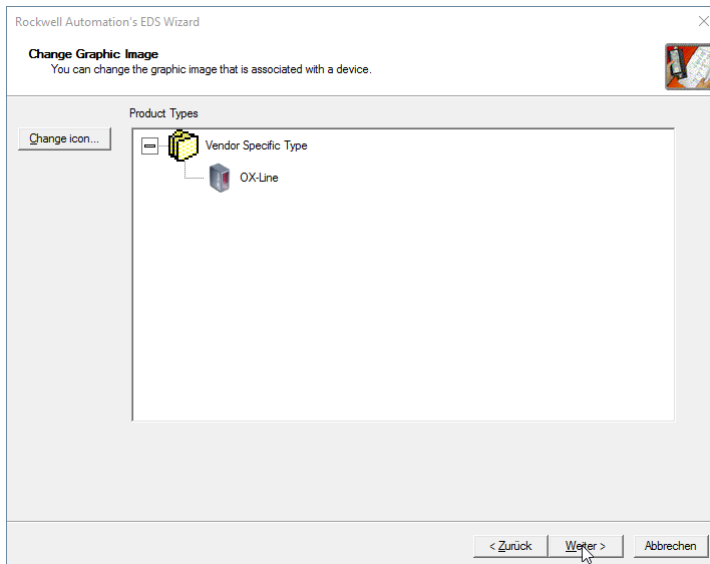 Rockwell Automation's EDS Wizard
Change Graphic Image
You can change the graphic image that is associated with a device.
Product Types
Change icon...
Vendor Specific Type
OX-Line
< Zurück Weiter > Abbrechen